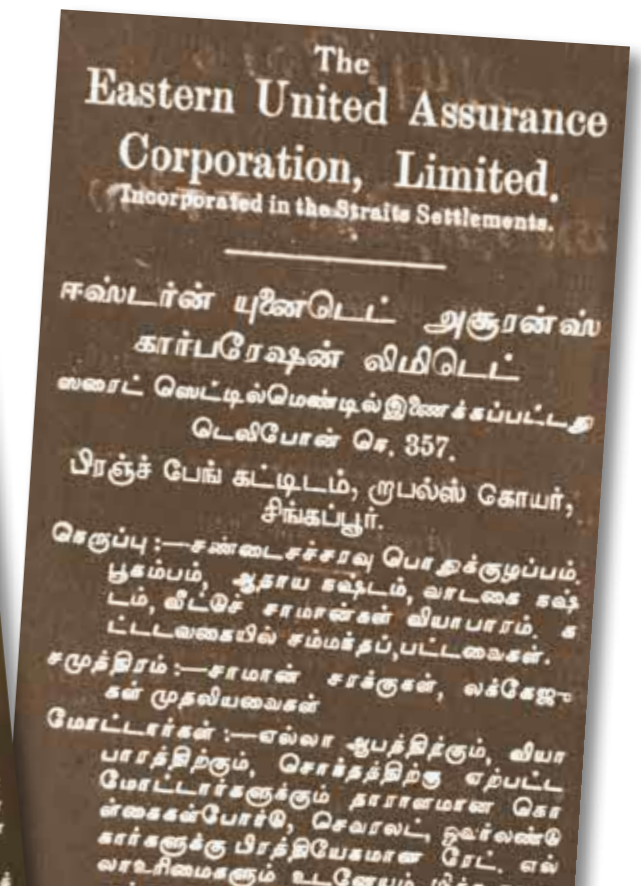 The
Eastern United Assurance
Corporation, Limited.
Incorporated in the Straits Settlements.
ஈஸ்டர்ன் யுனைடெட் அசூரன்ஸ்
கார்பரேஷன் லிமிடெட்
ஸ்ரைட் ஸெட்டில்மெண்டில் இணைக்கப்பட்டது
டெலிபோன் நெ. 357.
பிரஞ்ச் பேங் கட்டிடம், றாபல்ஸ் கோயர்,
சிங்கப்பூர்.
நெருப்பு :—சண்டை சச்சரவு பொதுக்குழப்பம்.
பூகம்பம், ஆதாய நஷ்டம், வாடகை நஷ்
டம், வீட்டுச் சாமான்கள் வியாபாரம். க
ட்டடவகையில் சம்மந்தப்பட்டவைகள்.
சமுத்திரம் :—சாமான் சரக்குகள், லக்கேஜு
கள் முதலியவைகள்
மோட்டார்கள் :—எல்லா ஆபத்திற்கும், வியா
பாரத்திற்கும், சொந்தத்திற்கு ஏற்பட்ட
மோட்டார்களுக்கும் தாராளமான கொ
ள்கைகள் போர்டு, செவரலட், ஓவர்லண்டு
கார்களுக்கு பிரத்தியேகமான ரேட். எல்
லாஉரிமைகளும் உடனேயும்